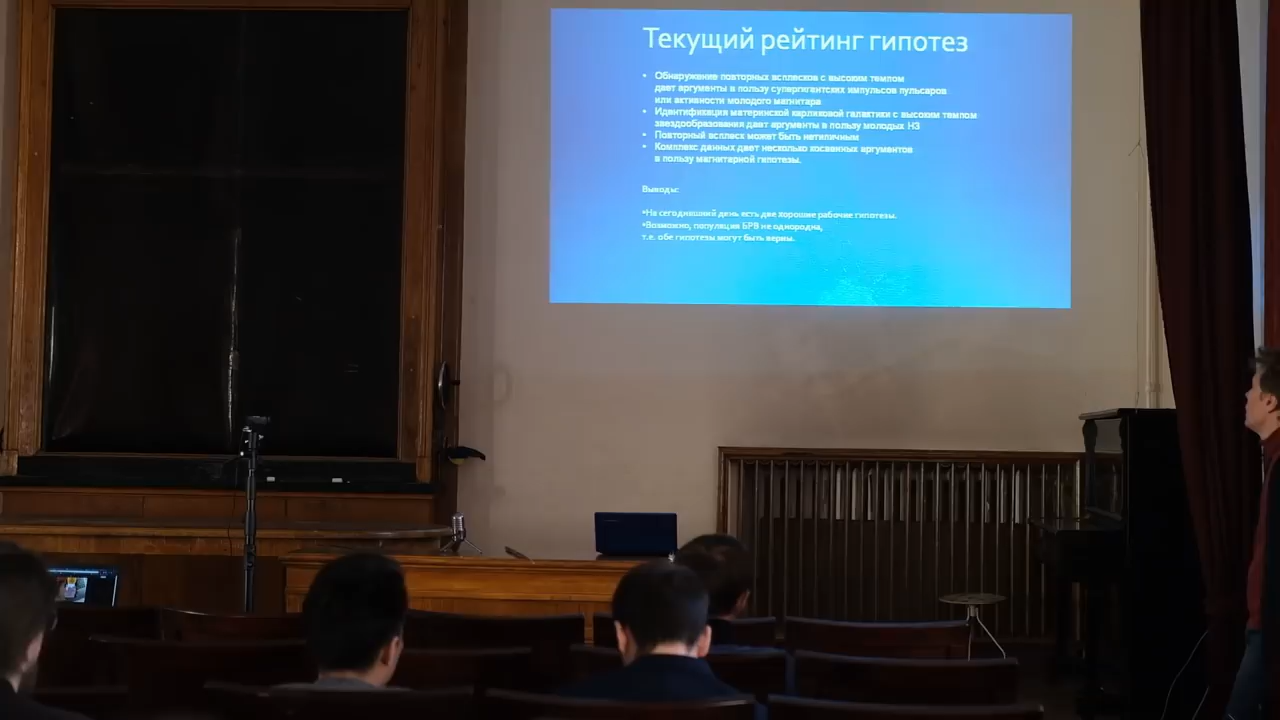 Текущий рейтинг гипотез
• Обнаружение повторных всплесков с высоким темпом
дает аргументы в пользу супергигантских импульсов пульсаров
или активности молодого магнитара
• Идентификация материнской карликовой галактики с высоким темпом
звездообразования дает аргументы в пользу молодых НЗ
• Повторный всплеск может быть нетипичным
• Комплекс данных дает несколько косвенных аргументов
в пользу магнитарной гипотезы.
Выводы:
•На сегодняшний день есть две хорошие рабочие гипотезы.
•Возможно, популяция БРВ не однородна,
т.е. обе гипотезы могут быть верны.